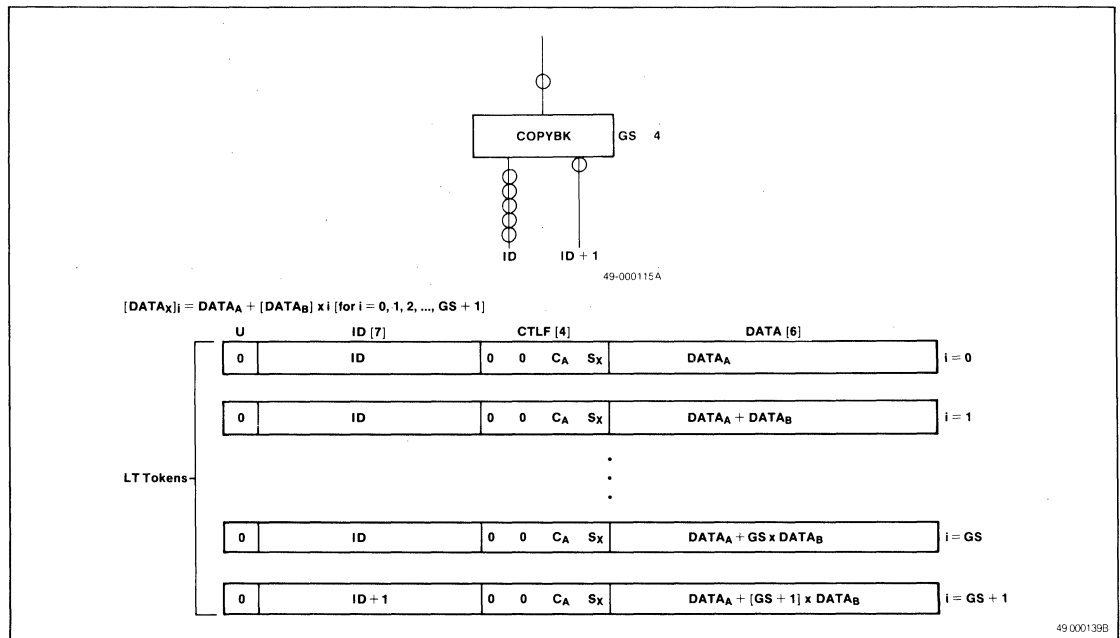 COPYBK GS 4
ID ID + 1
49-000115A
[DATAX]i = DATAA + [DATAB] x i [for i = 0, 1, 2, ..., GS + 1]
U ID [7] CTLF [4] DATA [6]
0 ID 0 0 CA SX DATAA i = 0
0 ID 0 0 CA SX DATAA + DATAB i = 1
LT Tokens
0 ID 0 0 CA SX DATAA + GS x DATAB i = GS
0 ID+1 0 0 CA SX DATAA + [GS + 1] x DATAB i = GS + 1
49 000139B